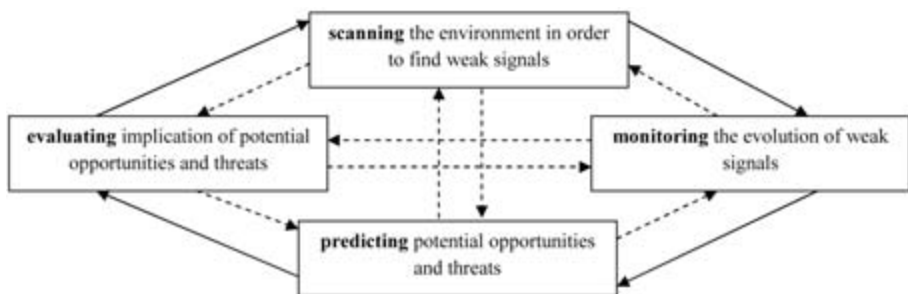 scanning the environment in order
to find weak signals
evaluating implication of potential
opportunities and threats
monitoring the evolution of weak
signals
predicting potential opportunities
and threats